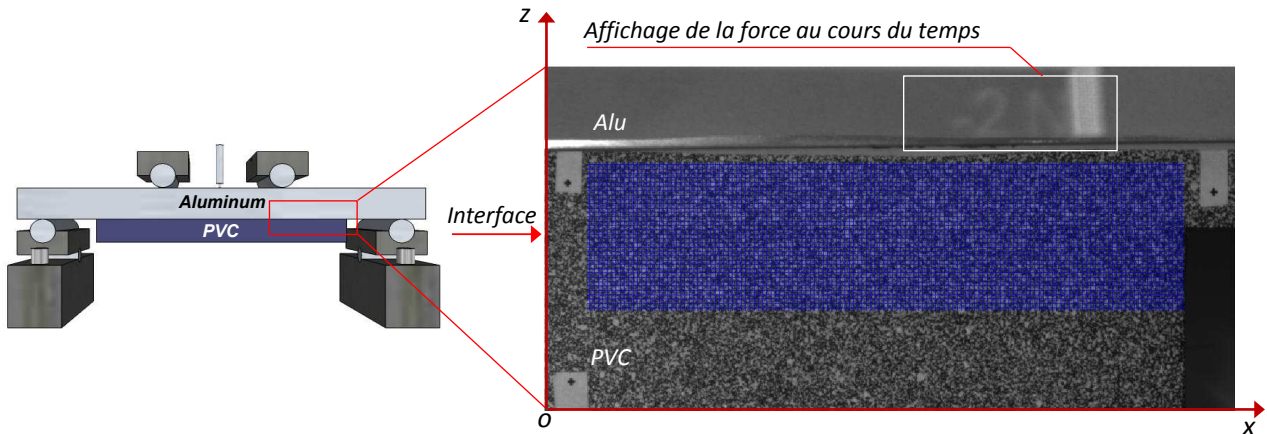 z
Affichage de la force au cours du temps
-2 N
Alu
Aluminum
PVC
Interface
PVC
o
x